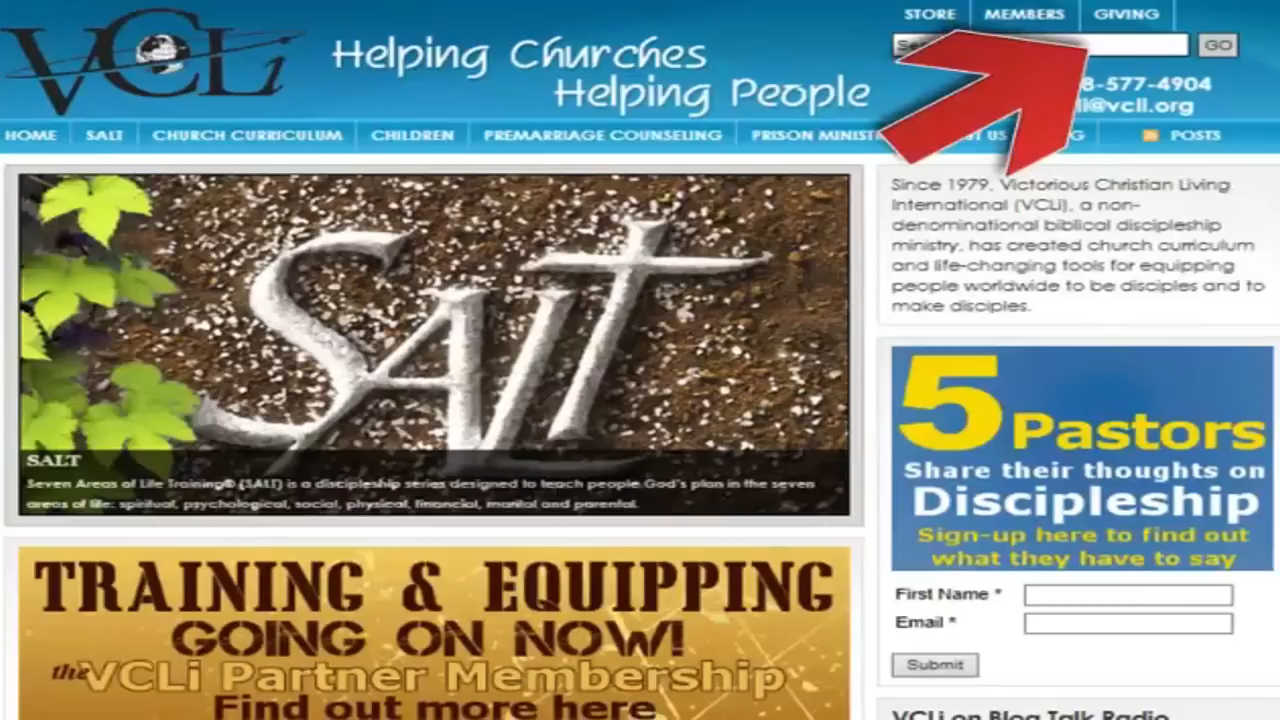 STORE MEMBERS GIVING
VCLi
Helping Churches
Helping People
GO
8-577-4904
@vcli.org
HOME SALT CHURCH CURRICULUM CHILDREN PREMARRIAGE COUNSELING PRISON US POSTS
SALT
SALT
Seven Areas of Life Training® (SALT) is a discipleship series designed to teach people God's plan in the seven
areas of life: spiritual, psychological, social, physical, financial, marital and parental.
Since 1979, Victorious Christian Living
International (VCLi), a non-
denominational biblical discipleship
ministry, has created church curriculum
and life-changing tools for equipping
people worldwide to be disciples and to
make disciples.
5 Pastors
Share their thoughts on
Discipleship
Sign-up here to find out
what they have to say
First Name *
Email *
Submit
VCLi on Blog Talk Radio
TRAINING & EQUIPPING
GOING ON NOW!
the VCLi Partner Membership
Find out more here